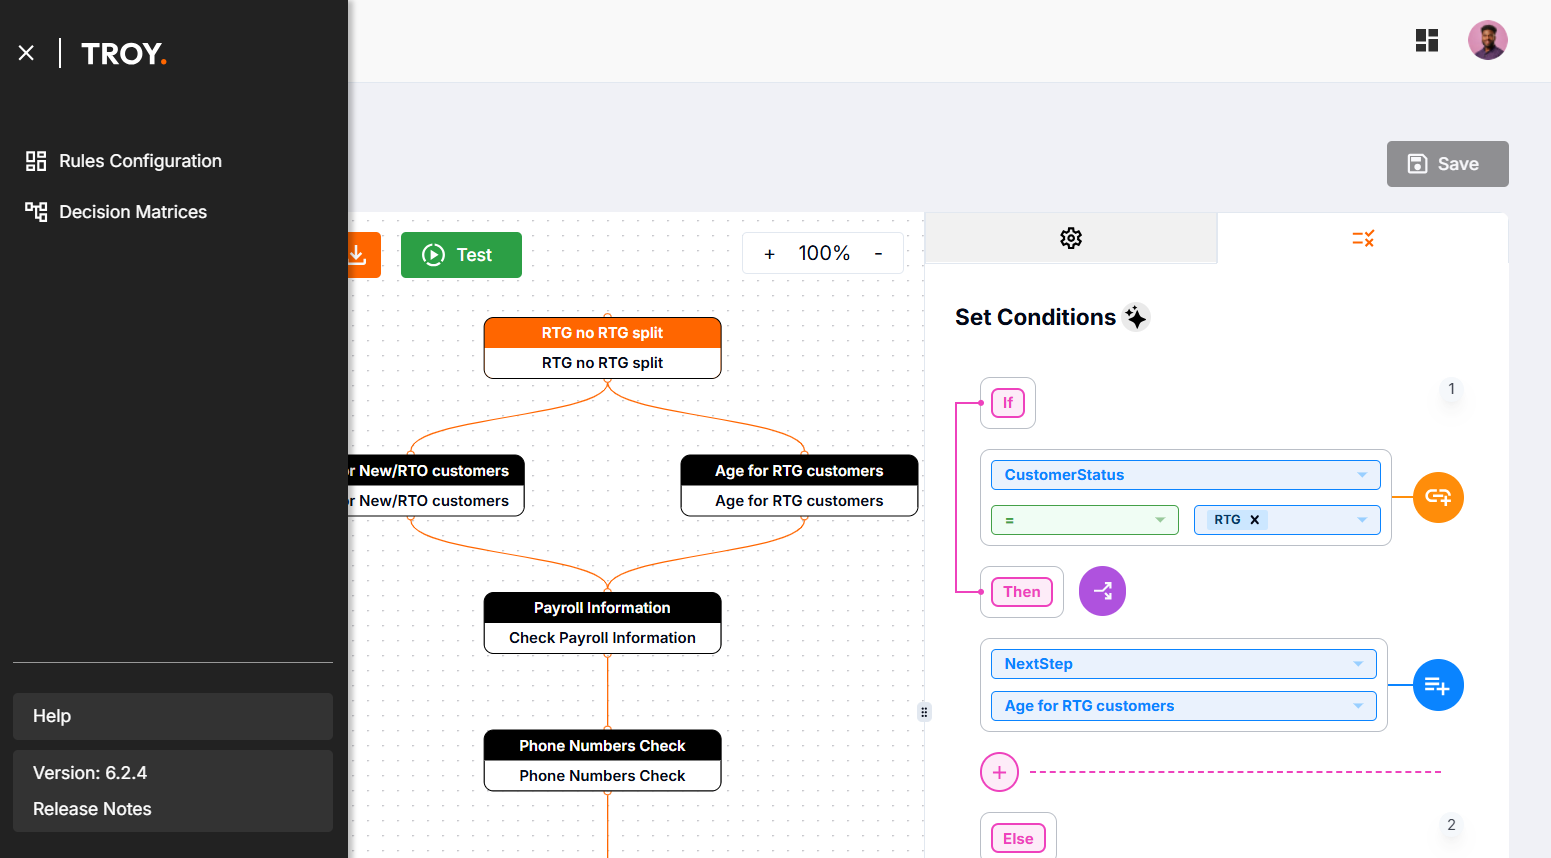 TROY.
Rules Configuration
Decision Matrices
Help
Version: 6.2.4
Release Notes
Save
Test
+ 100% -
RTG no RTG split
RTG no RTG split
r New/RTO customers
r New/RTO customers
Age for RTG customers
Age for RTG customers
Payroll Information
Check Payroll Information
Phone Numbers Check
Phone Numbers Check
Set Conditions
1
If
CustomerStatus
=
RTG
Then
NextStep
Age for RTG customers
+
2
Else